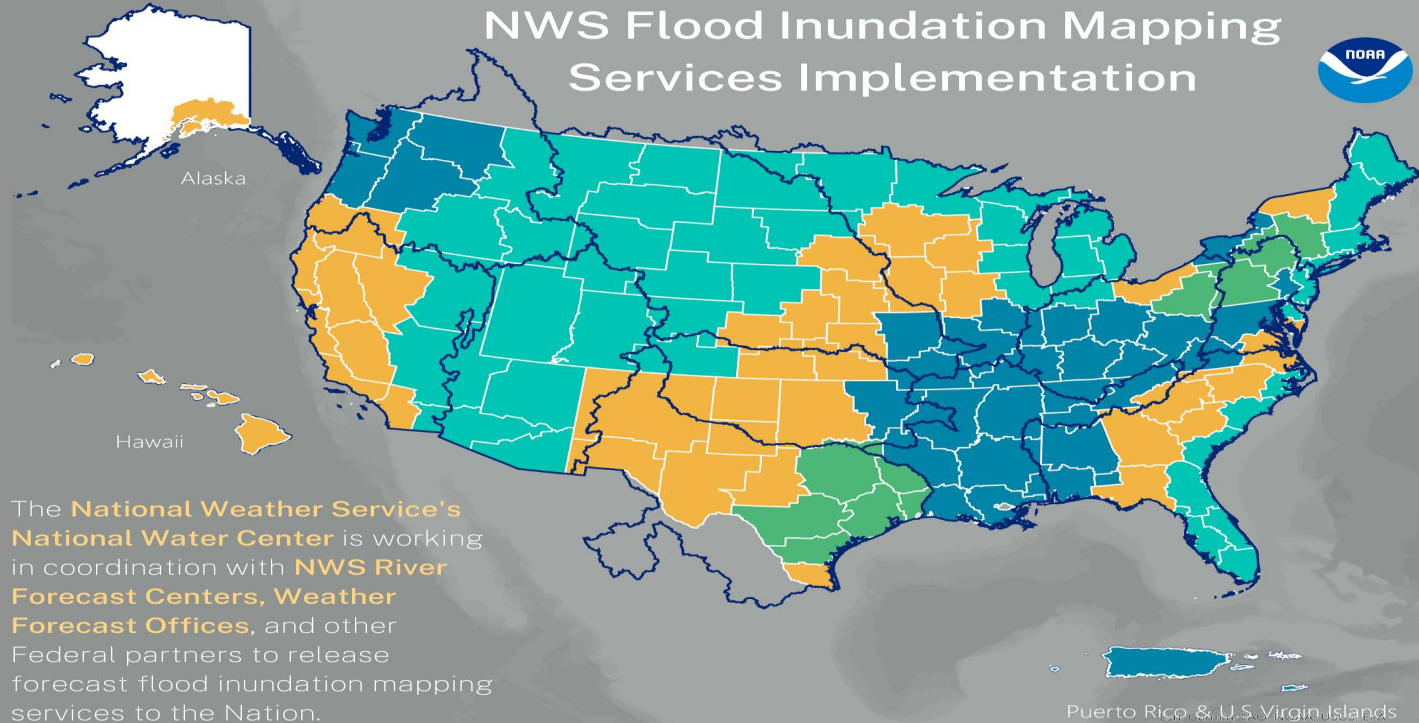 NWS Flood Inundation Mapping
Services Implementation
NOAA
Alaska
Hawaii
The National Weather Service's
National Water Center is working
in coordination with NWS River
Forecast Centers, Weather
Forecast Offices, and other
Federal partners to release
forecast flood inundation mapping
services to the Nation.
Puerto Rico & U.S Virgin Islands